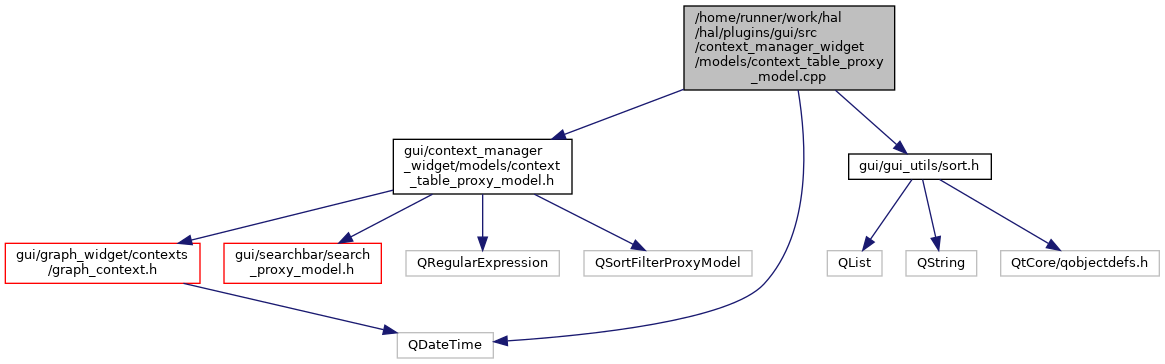 /home/runner/work/hal
/hal/plugins/gui/src
/context_manager_widget
/models/context_table_proxy
_model.cpp
gui/context_manager
_widget/models/context
_table_proxy_model.h
gui/gui_utils/sort.h
gui/graph_widget/contexts
/graph_context.h
gui/searchbar/search
_proxy_model.h
QRegularExpression
QSortFilterProxyModel
QList
QString
QtCore/qobjectdefs.h
QDateTime